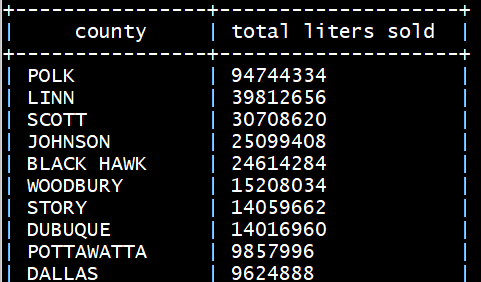 county | total liters sold
POLK | 94744334
LINN | 39812656
SCOTT | 30708620
JOHNSON | 25099408
BLACK HAWK | 24614284
WOODBURY | 15208034
STORY | 14059662
DUBUQUE | 14016960
POTTAWATTA | 9857996
DALLAS | 9624888